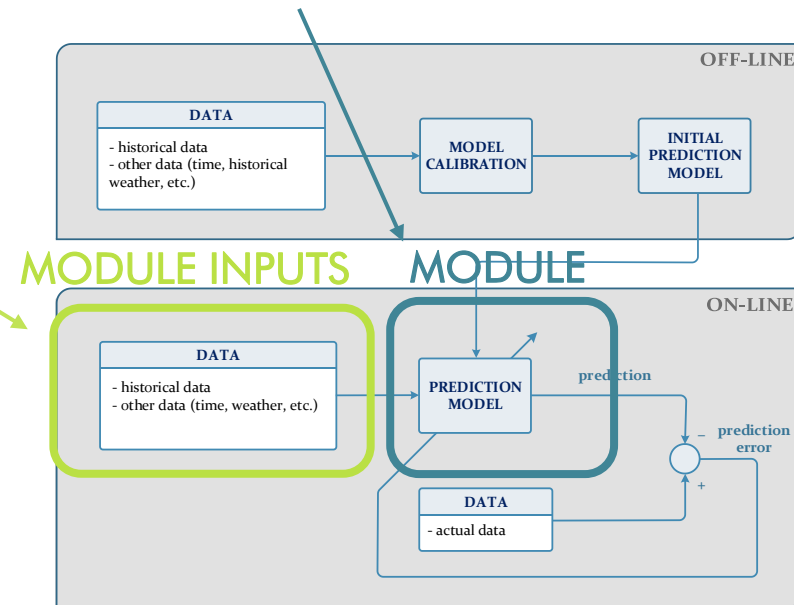 OFF-LINE
DATA
- historical data
- other data (time, historical
weather, etc.)
MODEL
CALIBRATION
INITIAL
PREDICTION
MODEL
MODULE INPUTS
MODULE
ON-LINE
DATA
- historical data
- other data (time, weather, etc.)
PREDICTION
MODEL
prediction
–
prediction
error
+
DATA
- actual data